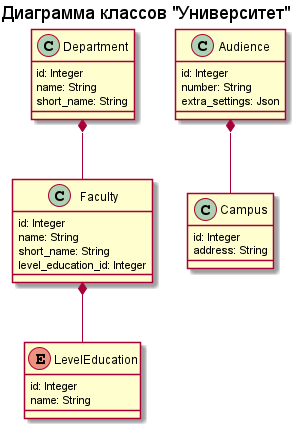 Диаграмма классов "Университет"
C Department
id: Integer
name: String
short_name: String
C Audience
id: Integer
number: String
extra_settings: Json
C Faculty
id: Integer
name: String
short_name: String
level_education_id: Integer
C Campus
id: Integer
address: String
E LevelEducation
id: Integer
name: String